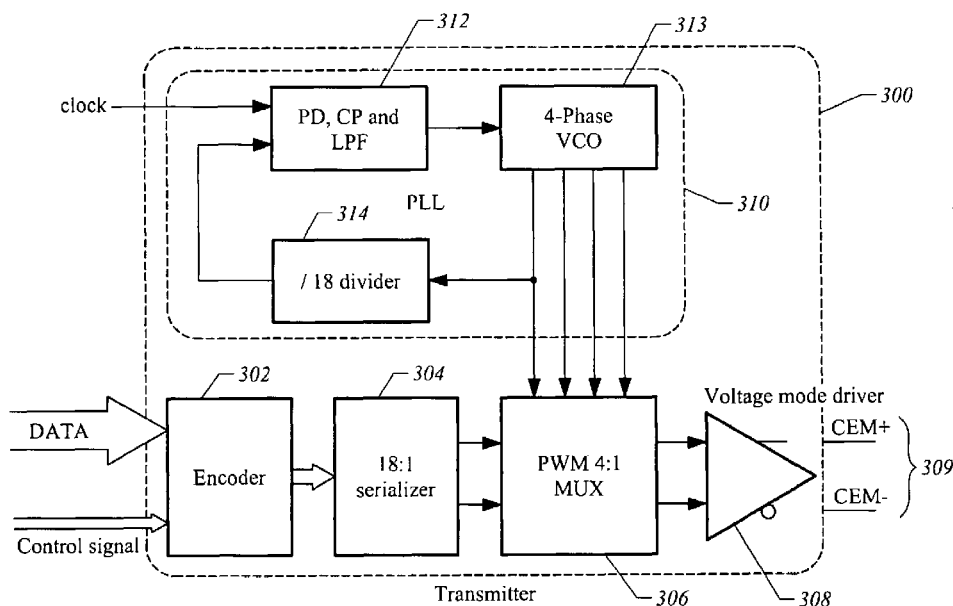 312
313
300
clock
PD, CP and
LPF
4-Phase
VCO
PLL
310
314
/ 18 divider
302
304
Voltage mode driver
DATA
Encoder
18:1
serializer
PWM 4:1
MUX
CEM+
CEM-
309
Control signal
Transmitter
306
308